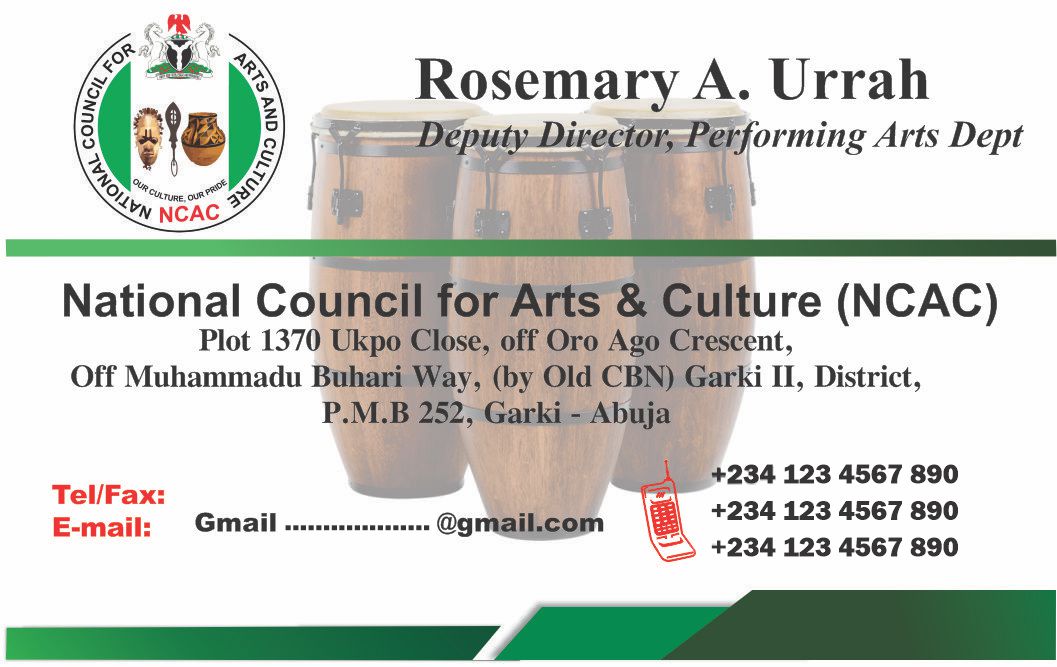 NATIONAL COUNCIL FOR ARTS AND CULTURE
OUR CULTURE, OUR PRIDE
NCAC
Rosemary A. Urrah
Deputy Director, Performing Arts Dept
National Council for Arts & Culture (NCAC)
Plot 1370 Ukpo Close, off Oro Ago Crescent,
Off Muhammadu Buhari Way, (by Old CBN) Garki II, District,
P.M.B 252, Garki - Abuja
Tel/Fax:
E-mail:
Gmail ................... @gmail.com
+234 123 4567 890
+234 123 4567 890
+234 123 4567 890